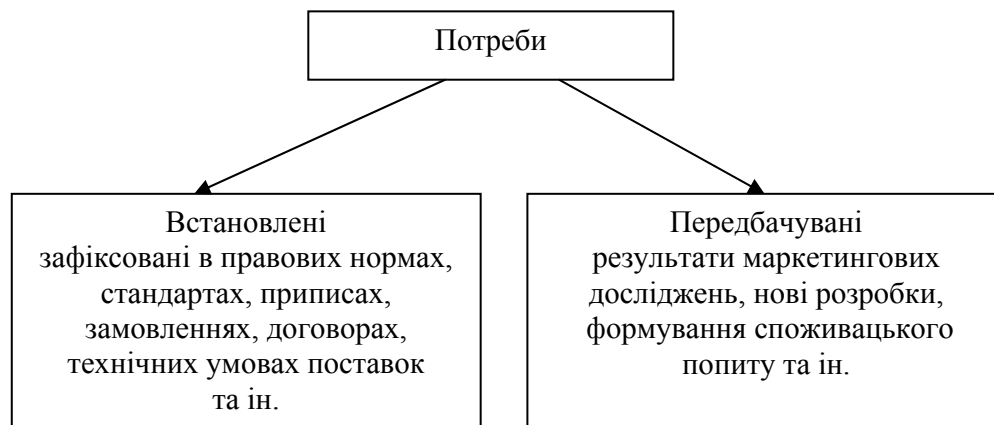 Потреби
Встановлені
зафіксовані в правових нормах,
стандартах, приписах,
замовленнях, договорах,
технічних умовах поставок
та ін.
Передбачувані
результати маркетингових
досліджень, нові розробки,
формування споживацького
попиту та ін.